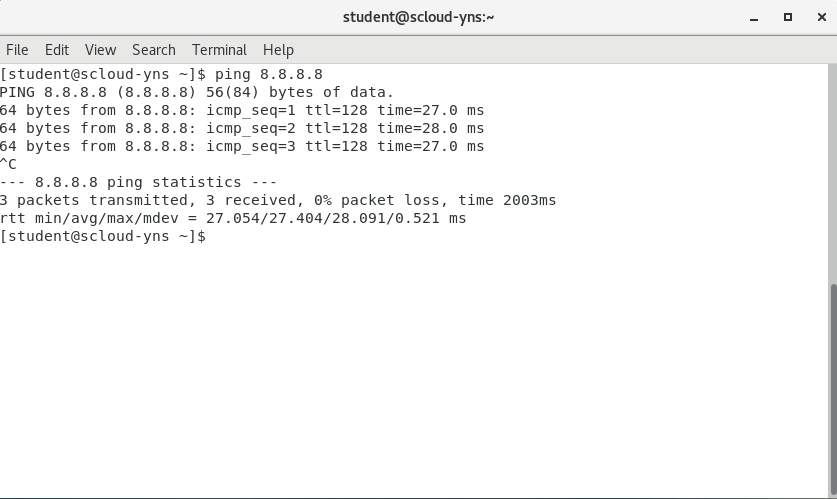 student@scloud-yns:~
File Edit View Search Terminal Help
[student@scloud-yns ~]$ ping 8.8.8.8
PING 8.8.8.8 (8.8.8.8) 56(84) bytes of data.
64 bytes from 8.8.8.8: icmp_seq=1 ttl=128 time=27.0 ms
64 bytes from 8.8.8.8: icmp_seq=2 ttl=128 time=28.0 ms
64 bytes from 8.8.8.8: icmp_seq=3 ttl=128 time=27.0 ms
^C
--- 8.8.8.8 ping statistics ---
3 packets transmitted, 3 received, 0% packet loss, time 2003ms
rtt min/avg/max/mdev = 27.054/27.404/28.091/0.521 ms
[student@scloud-yns ~]$